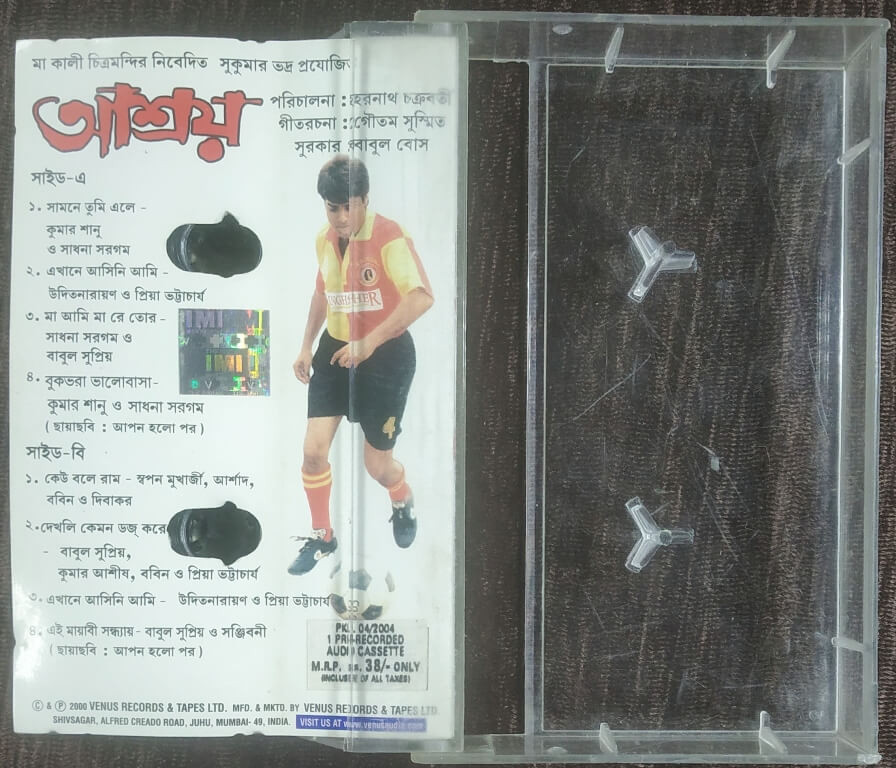 মা কালী চিত্রমন্দির নিবেদিত সুকুমার ভদ্র প্রযোজিত
আশ্রয়
পরিচালনা : হরনাথ চক্রবর্তী
গীতরচনা : গৌতম সুস্মিত
সুরকার : বাবুল বোস
সাইড-এ
১. সামনে তুমি এলে -
কুমার শানু
ও সাধনা সরগম
২. এখানে আসিনি আমি -
উদিতনারায়ণ ও প্রিয়া ভট্টাচার্য
৩. মা আমি মা রে তোর -
সাধনা সরগম ও
বাবুল সুপ্রিয়
৪. বুকভরা ভালোবাসা-
কুমার শানু ও সাধনা সরগম
( ছায়াছবি : আপন হলো পর )
IMI
IMI
KINGFISHER
4
সাইড-বি
১. কেউ বলে রাম - স্বপন মুখার্জী, আর্শাদ,
ববিন ও দিবাকর
২. দেখলি কেমন ডজ্ করে
- বাবুল সুপ্রিয়,
কুমার আশীষ, ববিন ও প্রিয়া ভট্টাচার্য
৩. এখানে আসিনি আমি - উদিতনারায়ণ ও প্রিয়া ভট্টাচার্য
৪. এই মায়াবী সন্ধ্যায় - বাবুল সুপ্রিয় ও সঞ্জিবনী
( ছায়াছবি : আপন হলো পর )
PKD. 04/2004
1 PRE-RECORDED
AUDIO CASSETTE
M.R.P. RS. 38/- ONLY
(INCLUSIVE OF ALL TAXES)
© & ℗ 2000 VENUS RECORDS & TAPES LTD. MFD. & MKTD. BY VENUS RECORDS & TAPES LTD.
SHIVSAGAR, ALFRED CREADO ROAD, JUHU, MUMBAI- 49, INDIA. VISIT US AT www.venusaudio.com